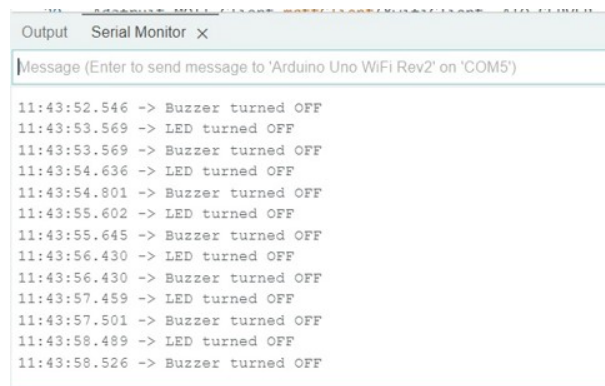 Output Serial Monitor ×
Message (Enter to send message to 'Arduino Uno WiFi Rev2' on 'COM5')
11:43:52.546 -> Buzzer turned OFF
11:43:53.569 -> LED turned OFF
11:43:53.569 -> Buzzer turned OFF
11:43:54.636 -> LED turned OFF
11:43:54.801 -> Buzzer turned OFF
11:43:55.602 -> LED turned OFF
11:43:55.645 -> Buzzer turned OFF
11:43:56.430 -> LED turned OFF
11:43:56.430 -> Buzzer turned OFF
11:43:57.459 -> LED turned OFF
11:43:57.501 -> Buzzer turned OFF
11:43:58.489 -> LED turned OFF
11:43:58.526 -> Buzzer turned OFF